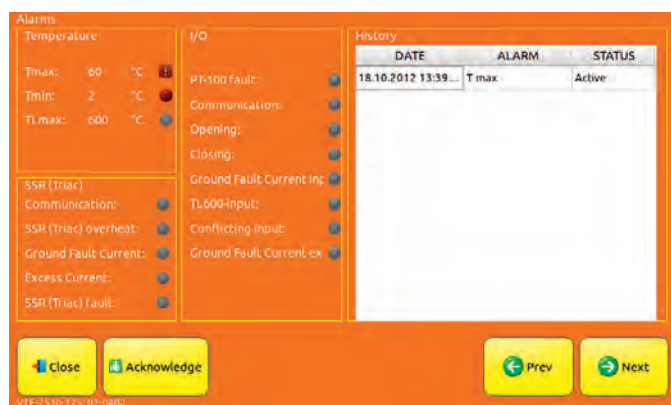 Alarms
Temperature
Tmax: 60 °C
Tmin: 2 °C
TLmax: 600 °C
SSR (Triac)
Communication:
SSR (Triac) overheat:
Ground Fault Current:
Excess Current:
SSR (Triac) fault:
I/O
PT-100 fault:
Communication:
Opening:
Closing:
Ground Fault Current inp
TL600-input:
Conflicting input:
Ground Fault Current ex
History
DATE ALARM STATUS
18.10.2012 13:39... T max Active
Close
Acknowledge
Prev
Next